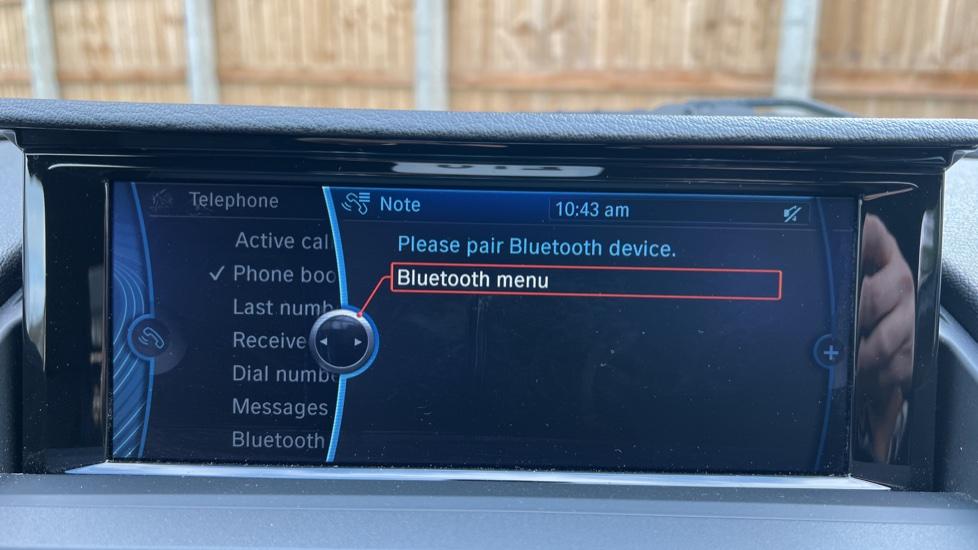 Telephone
Active cal
Phone boo
Last numb
Receive
Dial numb
Messages
Bluetooth
Note
10:43 am
Please pair Bluetooth device.
Bluetooth menu